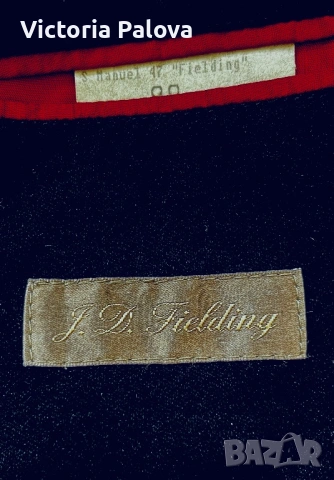 Victoria Palova
S Manuel 47 "Fielding"
J. D. Fielding
BAZAR